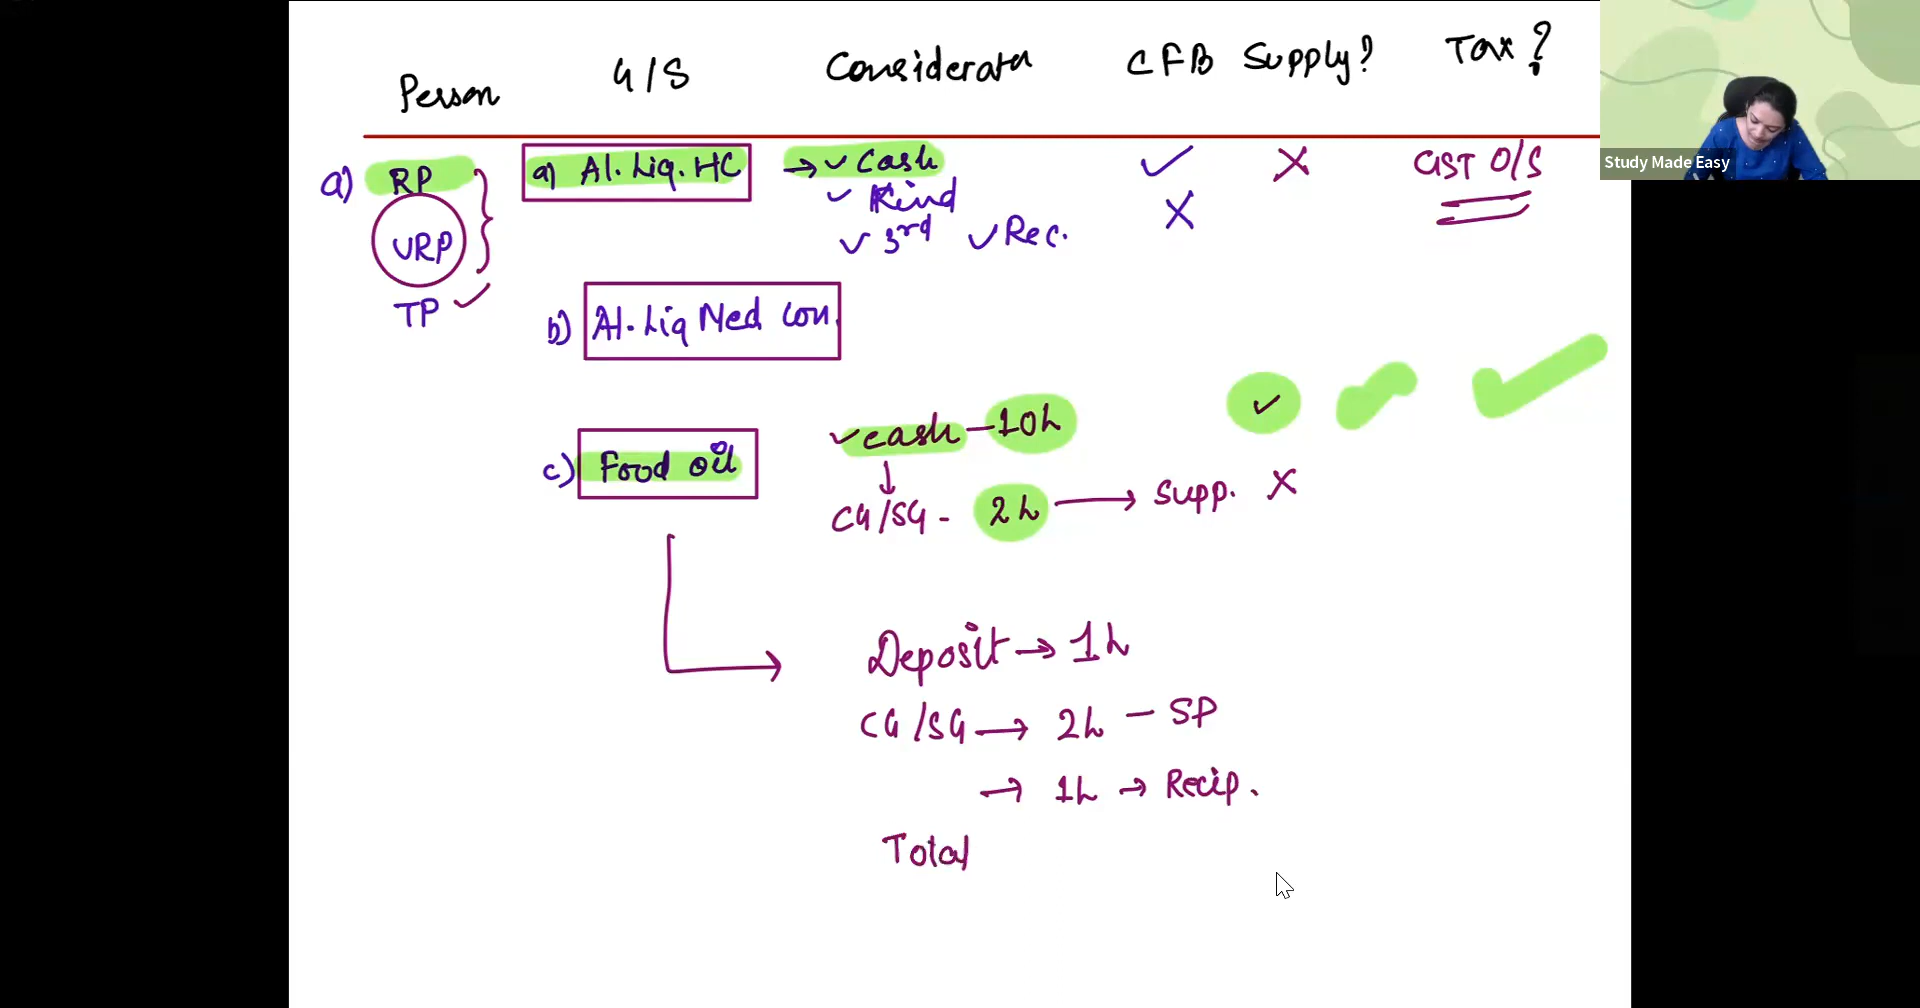 Person G/S Consideratn CFB Supply? Tax?
a) RP a) Al. Liq. HC → ✓ Cash ✓ X GST O/S
✓ Kind X
URP ✓ 3rd ✓ Rec.
TP ✓ b) Al. Liq Ned Con.
✓ cash – 10L ✓
c) Food oil
↓
CG/SG - 2L → Supp. X
Deposit → 1L
CG/SG → 2L – SP
→ 1L → Recip.
Total
Study Made Easy